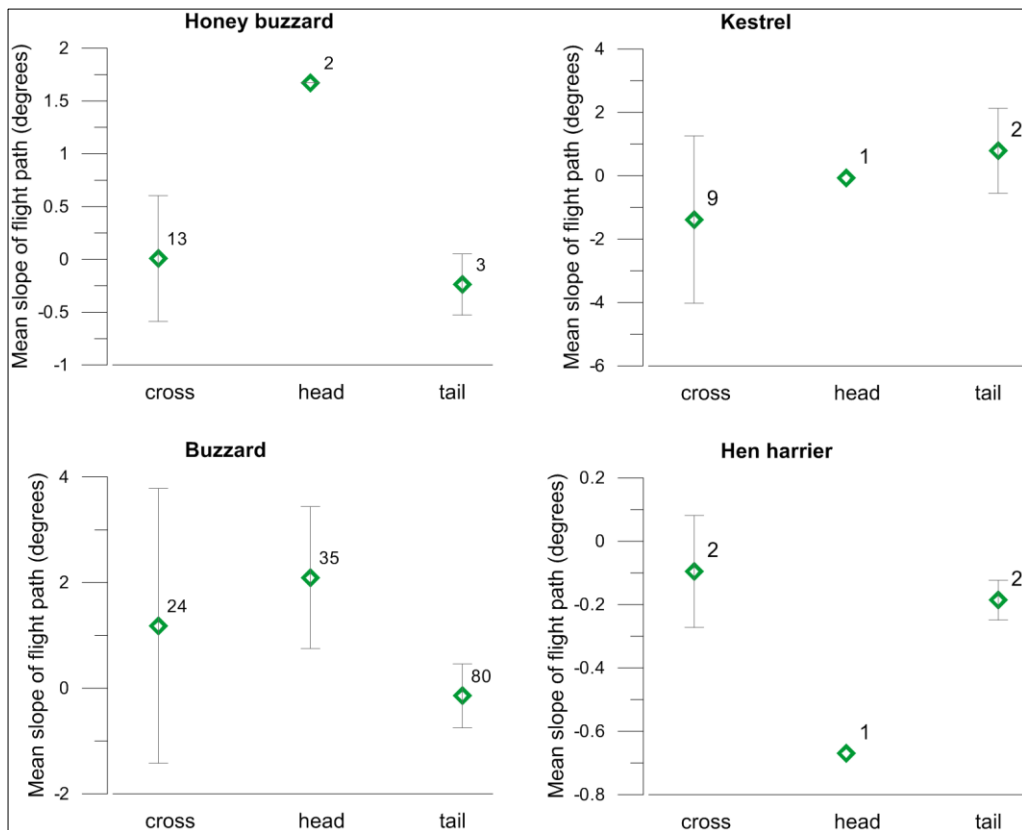 Honey buzzard
Mean slope of flight path (degrees)
2
1.5
1
0.5
0
-0.5
-1
13
2
3
cross head tail
Kestrel
Mean slope of flight path (degrees)
4
2
0
-2
-4
-6
9
1
2
cross head tail
Buzzard
Mean slope of flight path (degrees)
4
2
0
-2
24
35
80
cross head tail
Hen harrier
Mean slope of flight path (degrees)
0.2
0
-0.2
-0.4
-0.6
-0.8
2
1
2
cross head tail